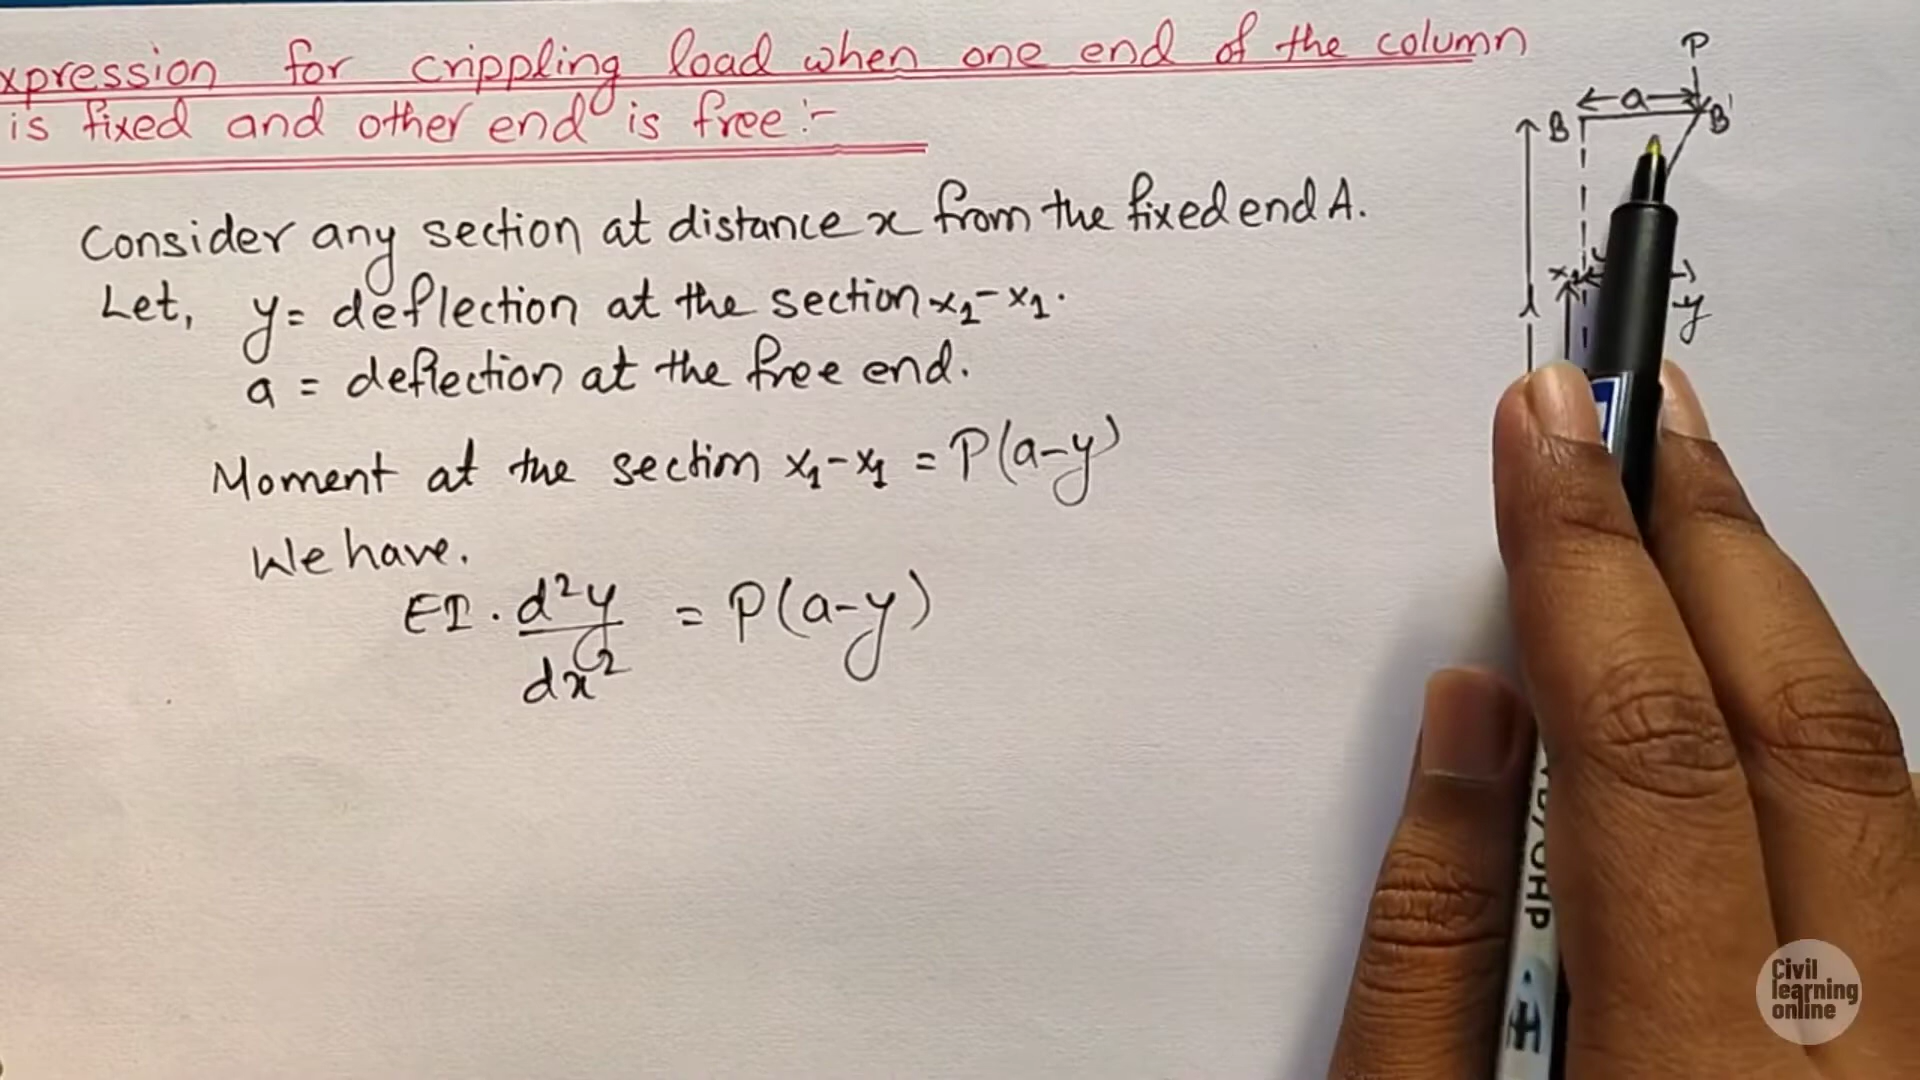 xpression for crippling load when one end of the column
is fixed and other end is free :-
Consider any section at distance x from the fixed end A.
Let, y = deflection at the section x₁-x₁.
a = deflection at the free end.
Moment at the section x₁-x₁ = P(a-y)
We have.
EI . d²y/dx² = P(a-y)
P
a
B B'
x
l y
Civil
learning
online